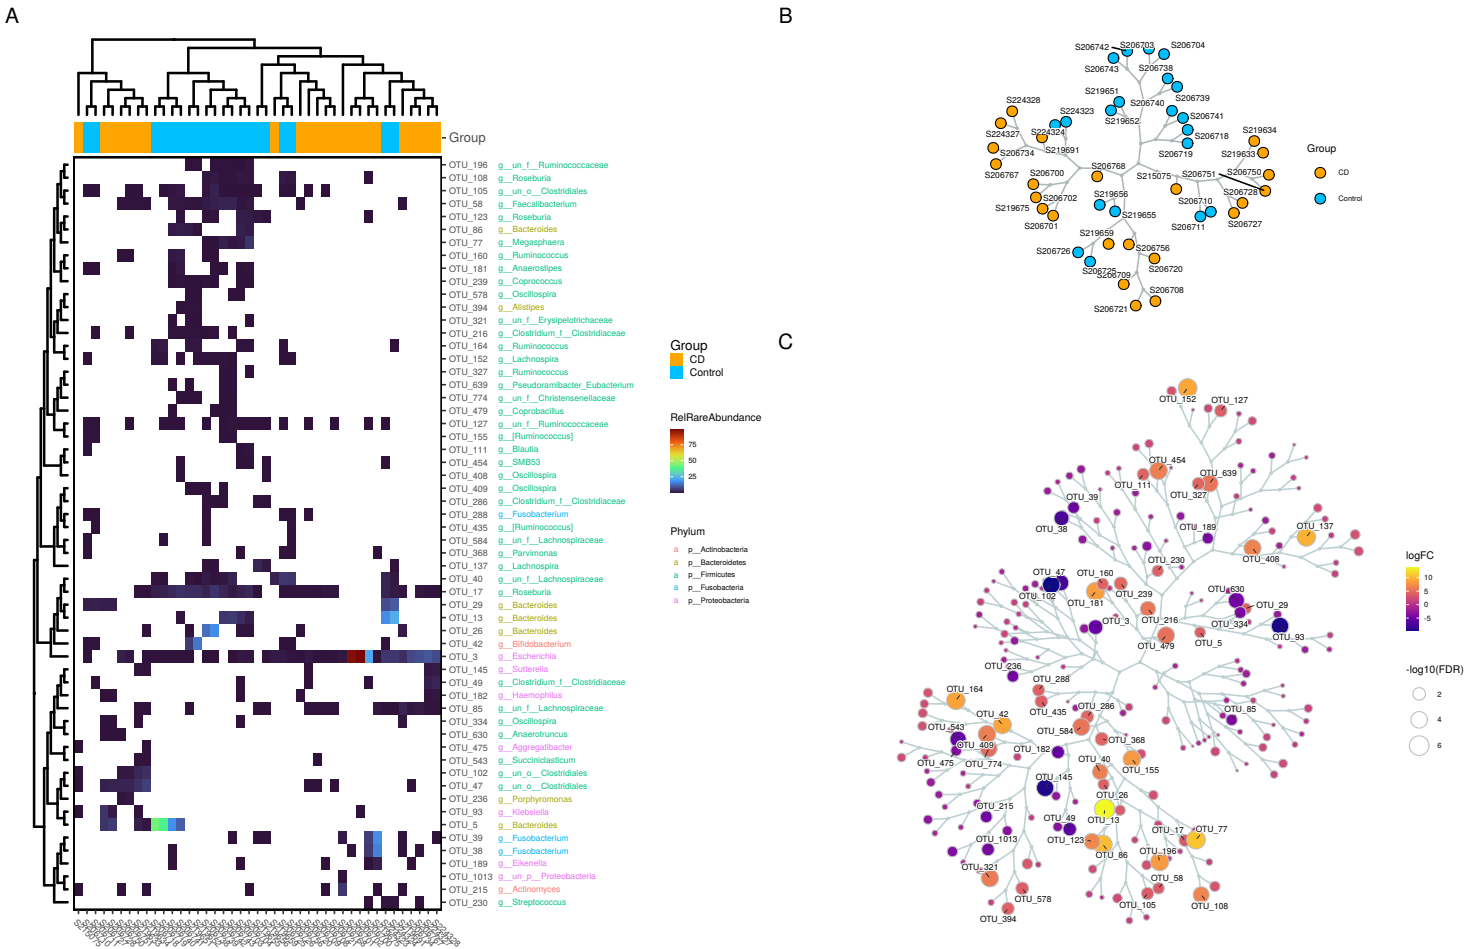 A
Group
OTU_196 g__un_f__Ruminococcaceae
OTU_108 g__Roseburia
OTU_105 g__un_o__Clostridiales
OTU_58 g__Faecalibacterium
OTU_123 g__Roseburia
OTU_86 g__Bacteroides
OTU_77 g__Megasphaera
OTU_160 g__Ruminococcus
OTU_181 g__Anaerostipes
OTU_239 g__Coprococcus
OTU_578 g__Oscillospira
OTU_394 g__Alistipes
OTU_321 g__un_f__Erysipelotrichaceae
OTU_216 g__Clostridium_f__Clostridiaceae
OTU_164 g__Ruminococcus
OTU_152 g__Lachnospira
OTU_327 g__Ruminococcus
OTU_639 g__Pseudoramibacter_Eubacterium
OTU_774 g__un_f__Christensenellaceae
OTU_479 g__Coprobacillus
OTU_127 g__un_f__Ruminococcaceae
OTU_155 g__[Ruminococcus]
OTU_111 g__Blautia
OTU_454 g__SMB53
OTU_408 g__Oscillospira
OTU_409 g__Oscillospira
OTU_286 g__Clostridium_f__Clostridiaceae
OTU_288 g__Fusobacterium
OTU_435 g__[Ruminococcus]
OTU_584 g__un_f__Lachnospiraceae
OTU_368 g__Parvimonas
OTU_137 g__Lachnospira
OTU_40 g__un_f__Lachnospiraceae
OTU_17 g__Roseburia
OTU_29 g__Bacteroides
OTU_13 g__Bacteroides
OTU_26 g__Bacteroides
OTU_42 g__Bifidobacterium
OTU_3 g__Escherichia
OTU_145 g__Sutterella
OTU_49 g__Clostridium_f__Clostridiaceae
OTU_182 g__Haemophilus
OTU_85 g__un_f__Lachnospiraceae
OTU_334 g__Oscillospira
OTU_630 g__Anaerotruncus
OTU_475 g__Aggregatibacter
OTU_543 g__Succiniclasticum
OTU_102 g__un_o__Clostridiales
OTU_47 g__un_o__Clostridiales
OTU_236 g__Porphyromonas
OTU_93 g__Klebsiella
OTU_5 g__Bacteroides
OTU_39 g__Fusobacterium
OTU_38 g__Fusobacterium
OTU_189 g__Eikenella
OTU_1013 g__un_p__Proteobacteria
OTU_215 g__Actinomyces
OTU_230 g__Streptococcus
Group
CD
Control
RelRareAbundance
75
50
25
Phylum
a p__Actinobacteria
a p__Bacteroidetes
a p__Firmicutes
a p__Fusobacteria
a p__Proteobacteria
B
S206742 S206703 S206704
S206743 S206738
S224328 S219651 S206740 S206739
S224323 S219652 S206741
S224327 S224324 S206718 S219634
S206734 S219691 S206719 S219633
S206767 S206700 S206768 S215075 S206751 S206750
S219656 S206728
S219675 S206702 S206710
S206701 S219655 S206711 S206727
S219659
S206726 S206756
S206725 S206720
S206709
S206708
S206721
Group
CD
Control
C
OTU_152 OTU_127
OTU_454
OTU_639
OTU_111
OTU_327
OTU_39
OTU_38 OTU_189 OTU_137
OTU_230 OTU_408
OTU_47 OTU_160
OTU_102 OTU_181 OTU_239 OTU_630
OTU_29
OTU_3 OTU_216 OTU_334
OTU_93
OTU_479 OTU_5
OTU_236
OTU_288
OTU_164
OTU_435 OTU_286 OTU_85
OTU_42
OTU_543 OTU_584
OTU_409 OTU_182 OTU_368
OTU_475 OTU_774 OTU_40 OTU_155
OTU_145
OTU_26
OTU_215 OTU_49 OTU_13
OTU_1013 OTU_123 OTU_17 OTU_77
OTU_86 OTU_196
OTU_321
OTU_58
OTU_578 OTU_105 OTU_108
OTU_394
logFC
10
5
0
-5
-log10(FDR)
2
4
6